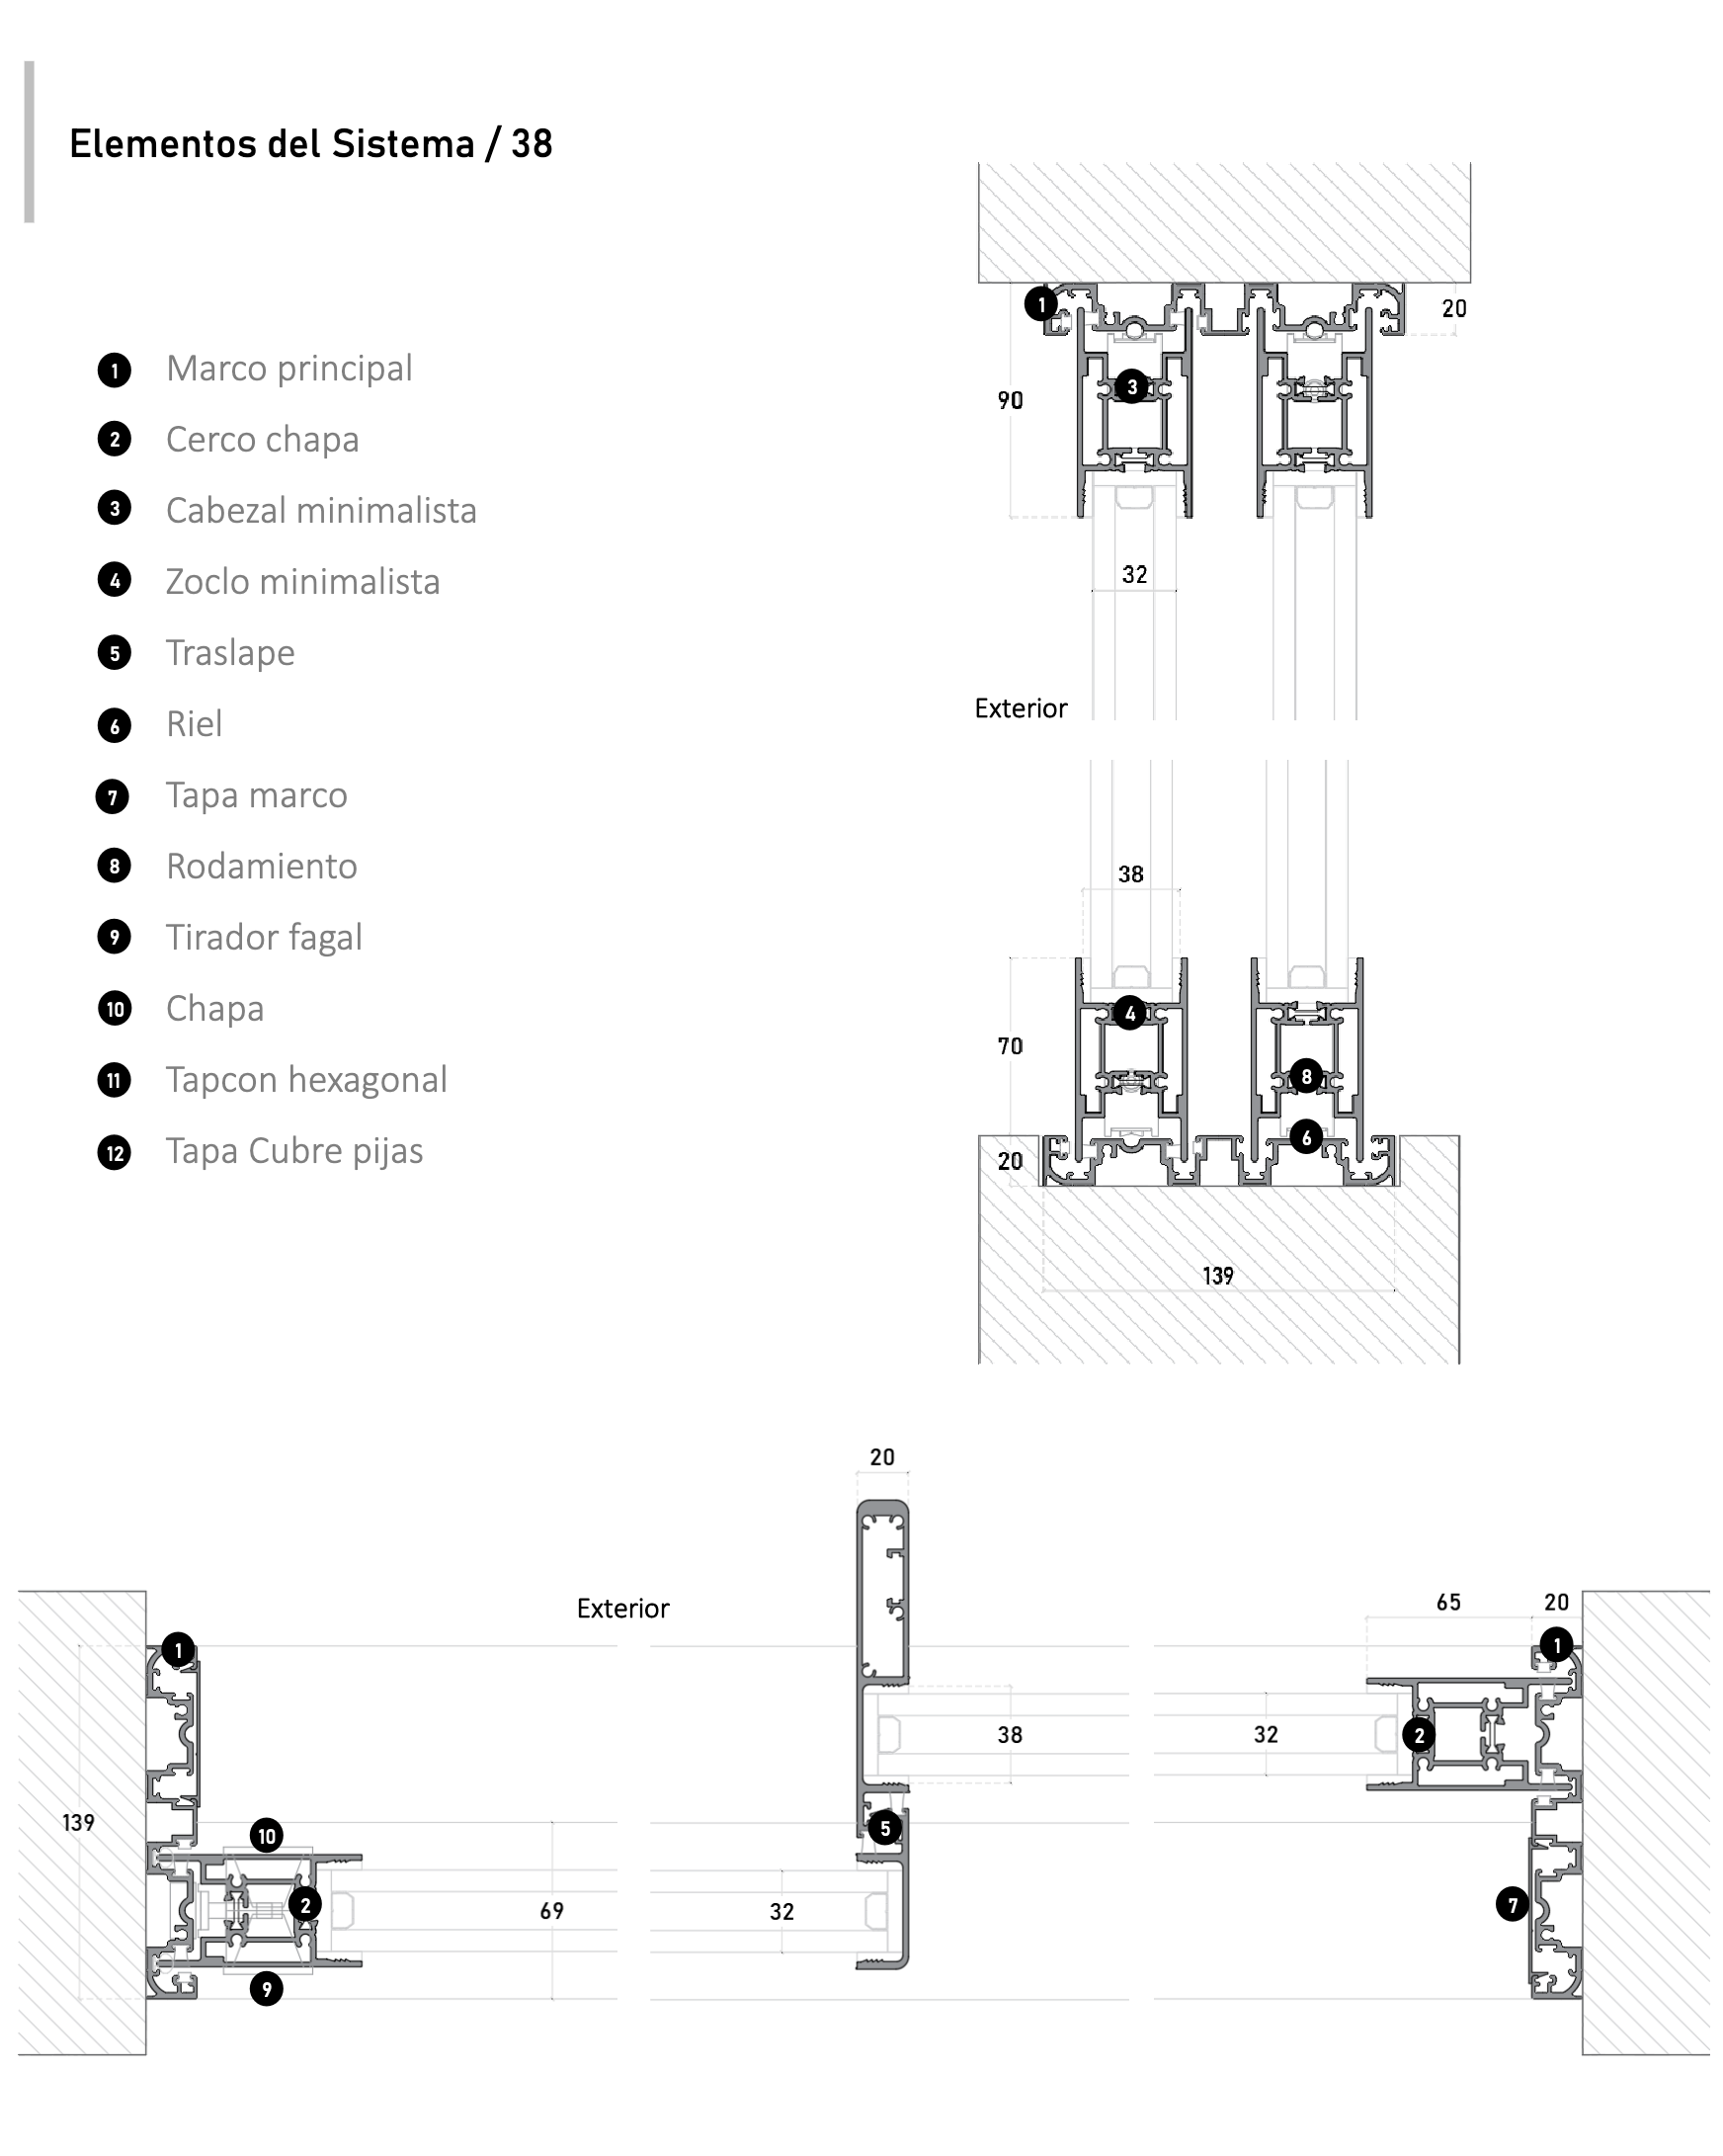 Elementos del Sistema / 38
1 Marco principal
2 Cerco chapa
3 Cabezal minimalista
4 Zoclo minimalista
5 Traslape
6 Riel
7 Tapa marco
8 Rodamiento
9 Tirador fagal
10 Chapa
11 Tapcon hexagonal
12 Tapa Cubre pijas
1
20
3
90
32
Exterior
38
4
70
8
6
20
139
20
Exterior
65 20
1
1
38
32
2
139
10
5
2
69
32
7
9